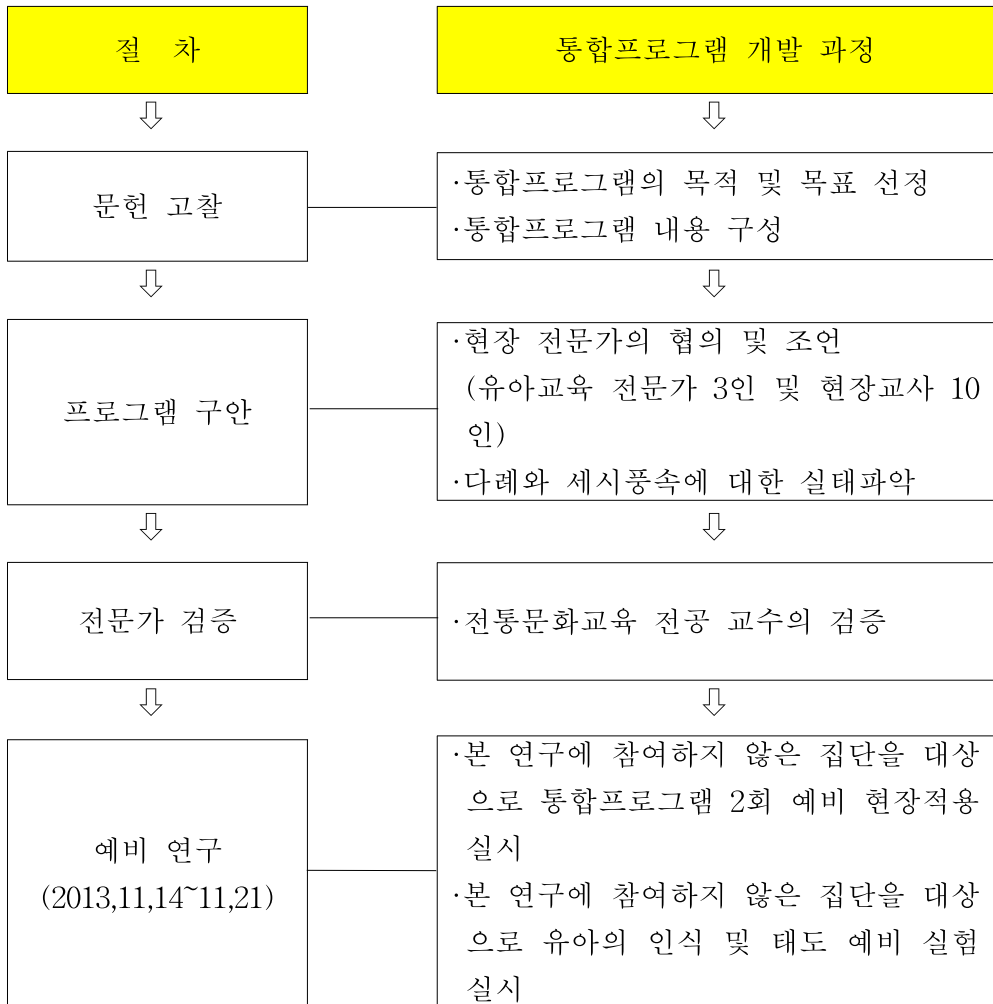 절 차
통합프로그램 개발 과정
문헌 고찰
·통합프로그램의 목적 및 목표 선정
·통합프로그램 내용 구성
프로그램 구안
·현장 전문가의 협의 및 조언
(유아교육 전문가 3인 및 현장교사 10
인)
·다례와 세시풍속에 대한 실태파악
전문가 검증
·전통문화교육 전공 교수의 검증
예비 연구
(2013,11,14~11,21)
·본 연구에 참여하지 않은 집단을 대상
으로 통합프로그램 2회 예비 현장적용
실시
·본 연구에 참여하지 않은 집단을 대상
으로 유아의 인식 및 태도 예비 실험
실시